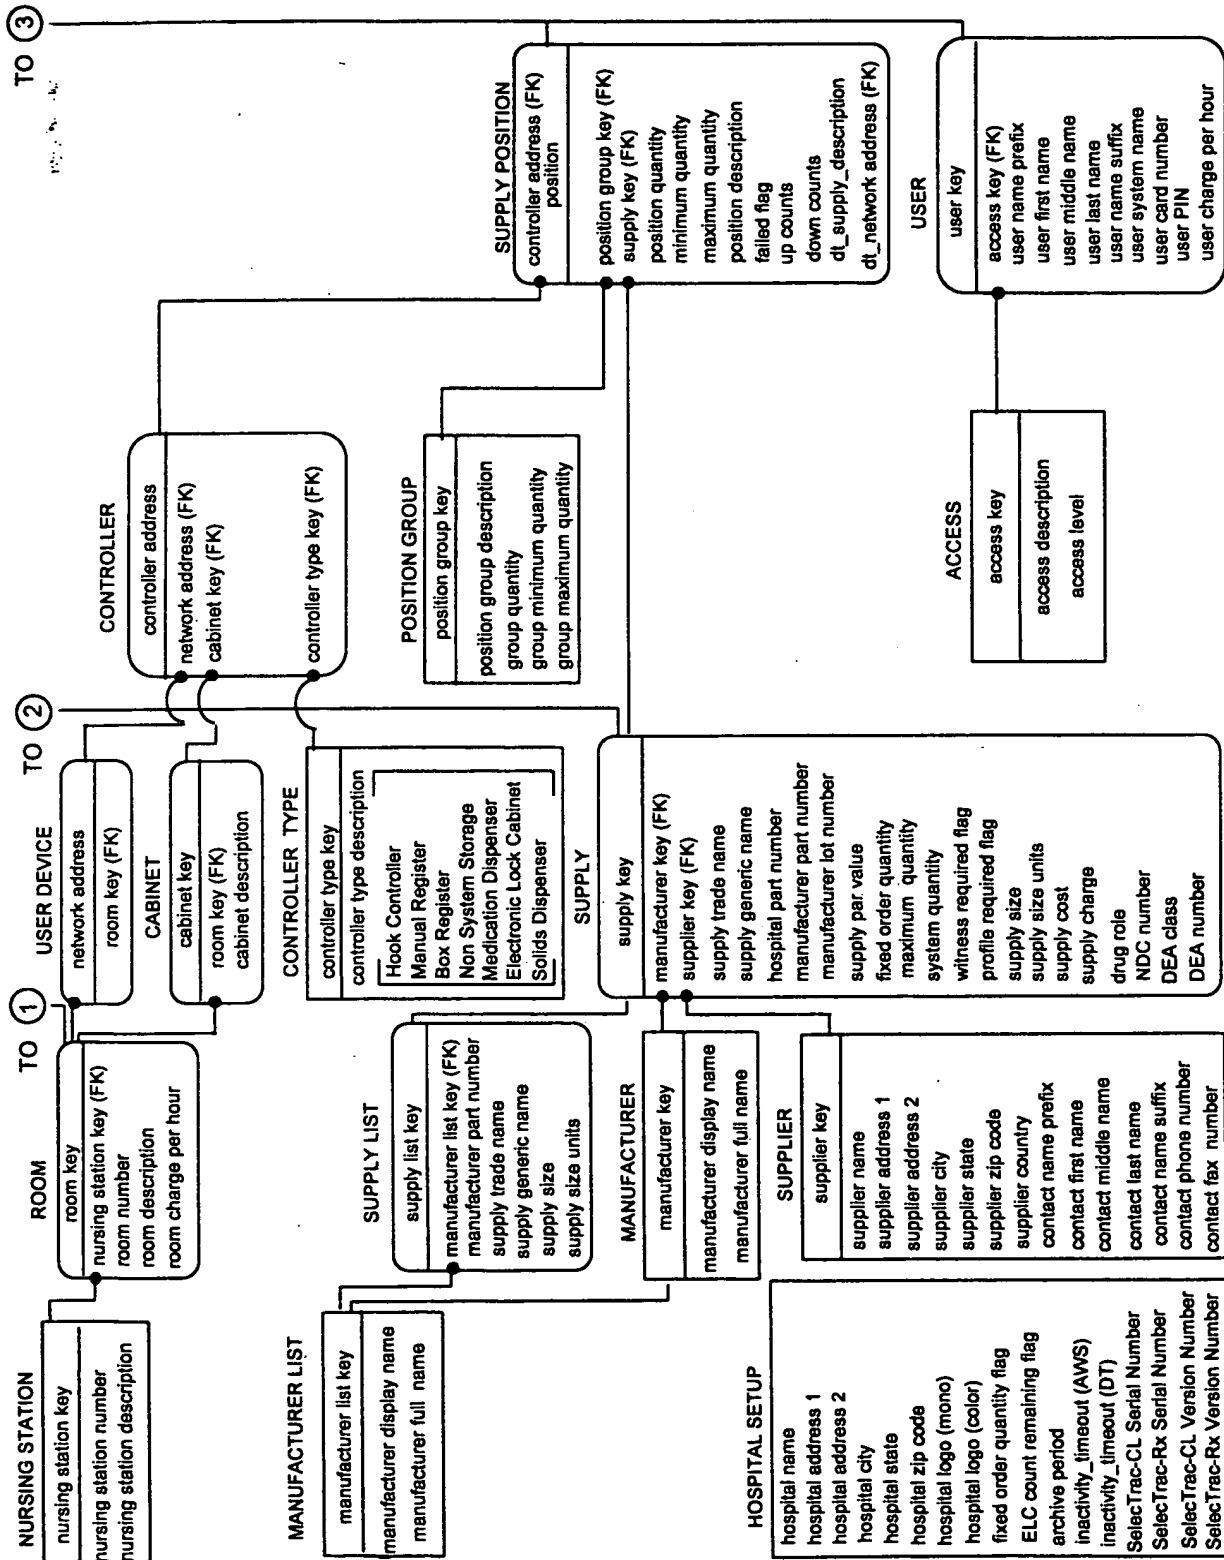 NURSING STATION
nursing station key
nursing station number
nursing station description
ROOM
room key
nursing station key (FK)
room number
room description
room charge per hour
TO 1
USER DEVICE
network address
room key (FK)
CABINET
cabinet key
room key (FK)
cabinet description
TO 2
CONTROLLER
controller address
network address (FK)
cabinet key (FK)
controller type key (FK)
CONTROLLER TYPE
controller type key
controller type description
Hook Controller
Manual Register
Box Register
Non System Storage
Medication Dispenser
Electronic Lock Cabinet
Solids Dispenser
POSITION GROUP
position group key
position group description
group quantity
group minimum quantity
group maximum quantity
TO 3
SUPPLY POSITION
controller address (FK)
position
position group key (FK)
supply key (FK)
position quantity
minimum quantity
maximum quantity
position description
failed flag
up counts
down counts
dt_supply_description
dt_network address (FK)
MANUFACTURER LIST
manufacturer list key
manufacturer display name
manufacturer full name
SUPPLY LIST
supply list key
manufacturer list key (FK)
manufacturer part number
supply trade name
supply generic name
supply size
supply size units
MANUFACTURER
manufacturer key
manufacturer display name
manufacturer full name
SUPPLY
supply key
manufacturer key (FK)
supplier key (FK)
supply trade name
supply generic name
hospital part number
manufacturer part number
manufacturer lot number
supply par value
fixed order quantity
maximum quantity
system quantity
witness required flag
profile required flag
supply size
supply size units
supply cost
supply charge
drug role
NDC number
DEA class
DEA number
ACCESS
access key
access description
access level
USER
user key
access key (FK)
user name prefix
user first name
user middle name
user last name
user name suffix
user system name
user card number
user PIN
user charge per hour
HOSPITAL SETUP
hospital name
hospital address 1
hospital address 2
hospital city
hospital state
hospital zip code
hospital logo (mono)
hospital logo (color)
fixed order quantity flag
ELC count remaining flag
archive period
inactivity_timeout (AWS)
inactivity_timeout (DT)
SelecTrac-CL Serial Number
SelecTrac-Rx Serial Number
SelecTrac-CL Version Number
SelecTrac-Rx Version Number
SUPPLIER
supplier key
supplier name
supplier address 1
supplier address 2
supplier city
supplier state
supplier zip code
supplier country
contact name prefix
contact first name
contact middle name
contact last name
contact name suffix
contact phone number
contact fax number